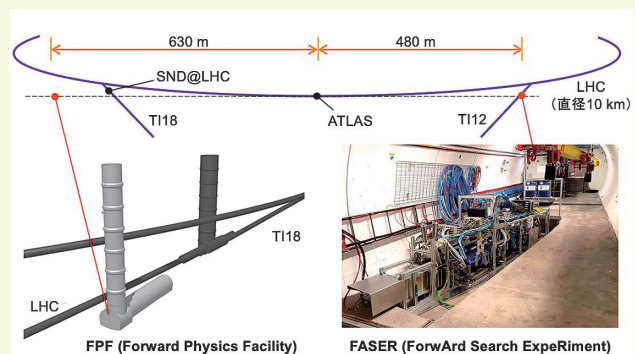 630 m
480 m
SND@LHC
TI18
ATLAS
TI12
LHC
（直径10 km）
TI18
LHC
FPF (Forward Physics Facility)
FASER (ForwArd Search ExpeRiment)